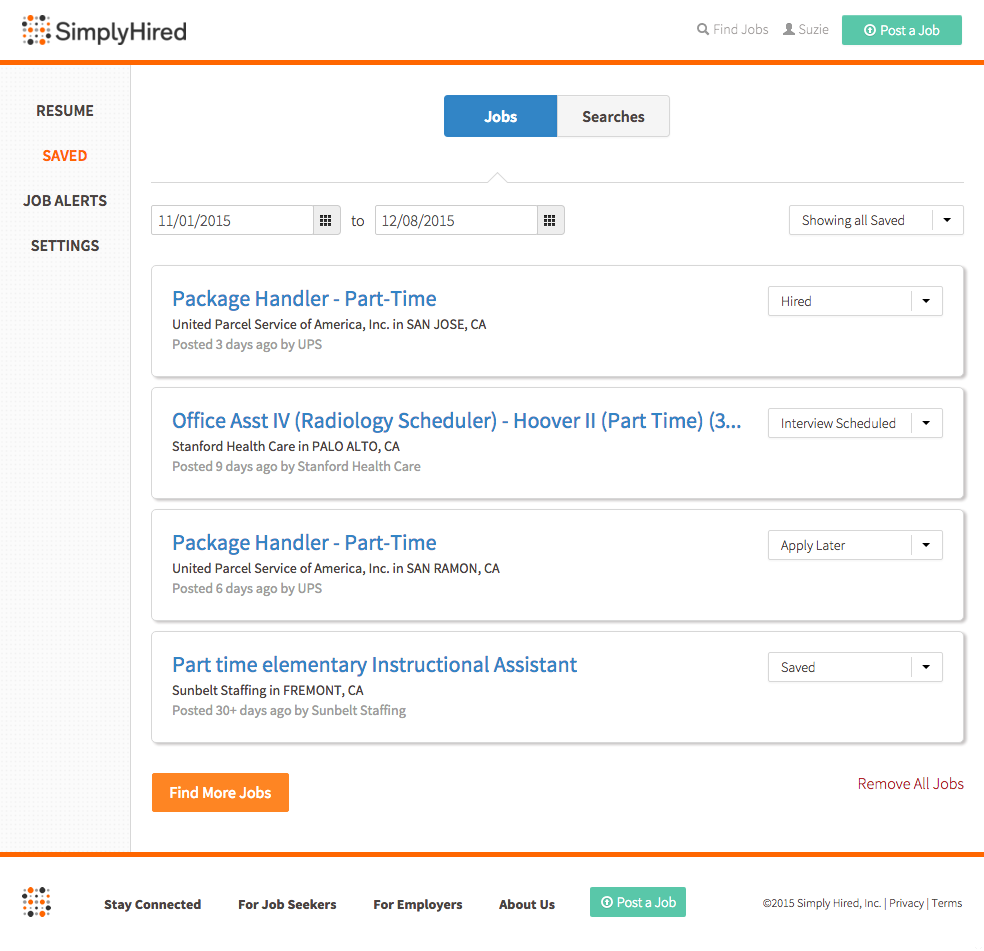 SimplyHired
Find Jobs
Suzie
Post a Job
RESUME
SAVED
JOB ALERTS
SETTINGS
Jobs
Searches
11/01/2015
to
12/08/2015
Showing all Saved
Package Handler - Part-Time
Hired
United Parcel Service of America, Inc. in SAN JOSE, CA
Posted 3 days ago by UPS
Office Asst IV (Radiology Scheduler) - Hoover II (Part Time) (3...
Interview Scheduled
Stanford Health Care in PALO ALTO, CA
Posted 9 days ago by Stanford Health Care
Package Handler - Part-Time
Apply Later
United Parcel Service of America, Inc. in SAN RAMON, CA
Posted 6 days ago by UPS
Part time elementary Instructional Assistant
Saved
Sunbelt Staffing in FREMONT, CA
Posted 30+ days ago by Sunbelt Staffing
Find More Jobs
Remove All Jobs
Stay Connected
For Job Seekers
For Employers
About Us
Post a Job
©2015 Simply Hired, Inc. | Privacy | Terms